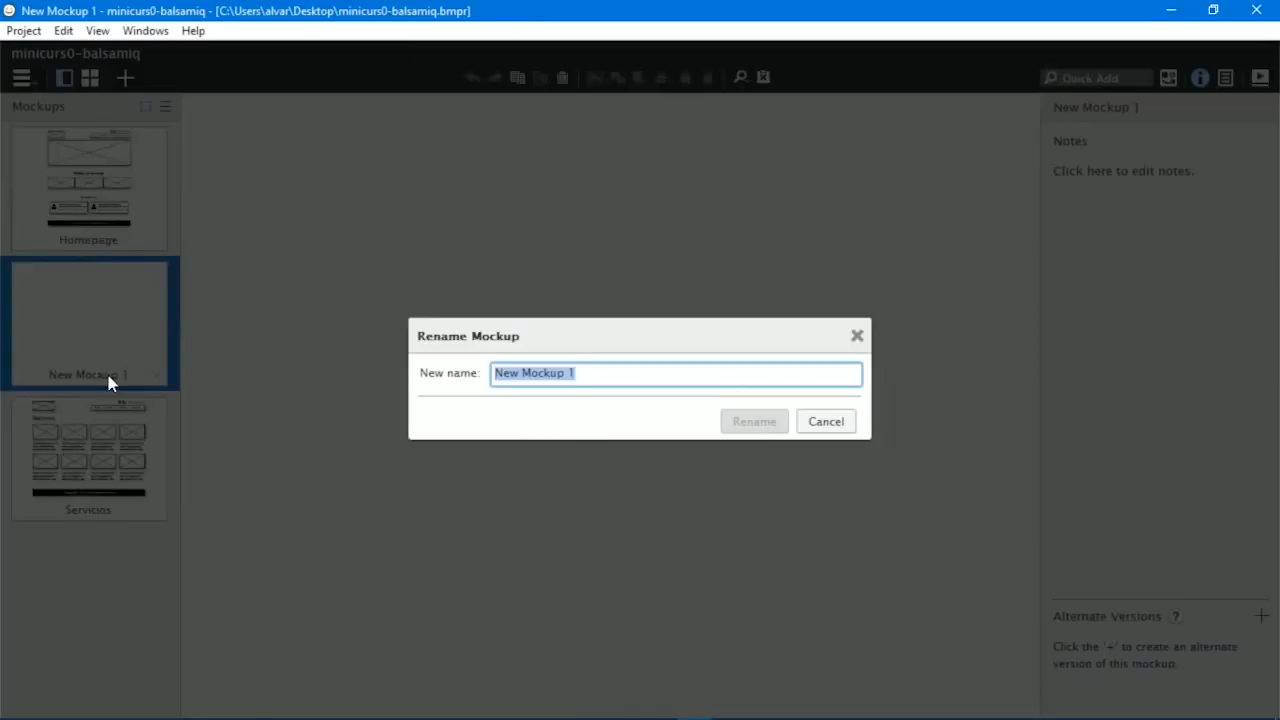 New Mockup 1 - minicurs0-balsamiq - [C:\Users\alvar\Desktop\minicurs0-balsamiq.bmpr]
Project Edit View Windows Help
minicurs0-balsamiq
Quick Add
Mockups
Homepage
New Mockup 1
Servicios
Rename Mockup
New name: New Mockup 1
Rename Cancel
New Mockup 1
Notes
Click here to edit notes.
Alternate Versions ?
Click the '+' to create an alternate
version of this mockup.